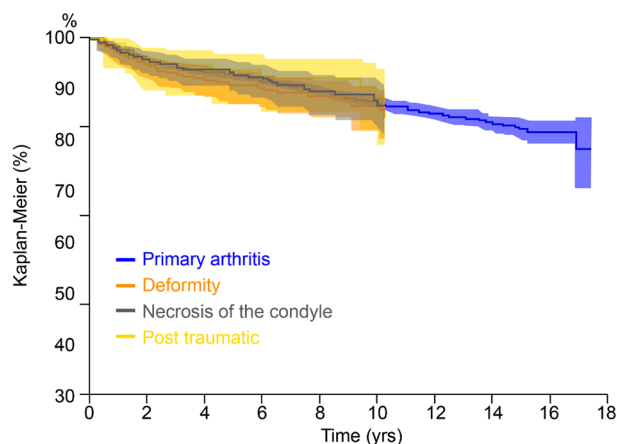 %
100
90
80
70
60
50
40
30
Kaplan-Meier (%)
Primary arthritis
Deformity
Necrosis of the condyle
Post traumatic
0 2 4 6 8 10 12 14 16 18
Time (yrs)